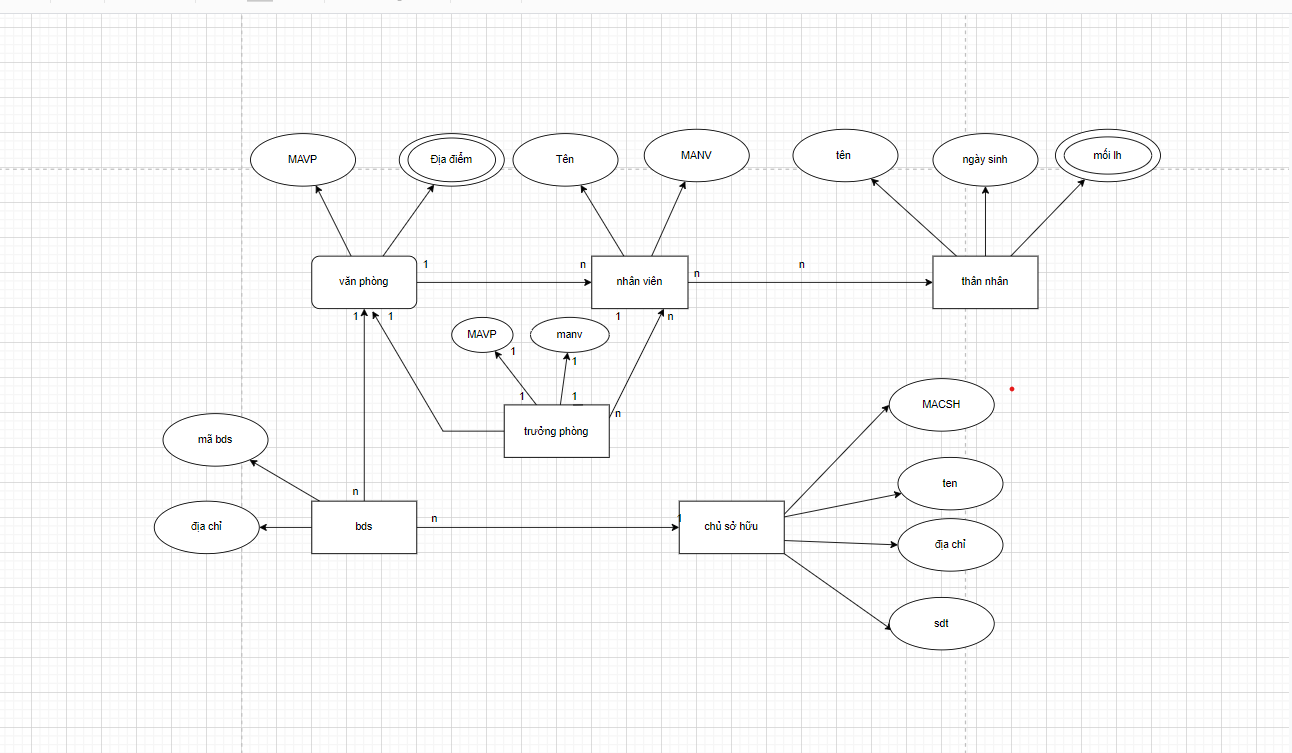 MAVP
Địa điểm
Tên
MANV
tên
ngày sinh
mối lh
1
n
n
n
văn phòng
nhân viên
thân nhân
1
1
1
n
MAVP
manv
1
1
1
1
n
trưởng phòng
MACSH
mã bds
ten
n
n
1
địa chỉ
bds
chủ sở hữu
địa chỉ
sdt